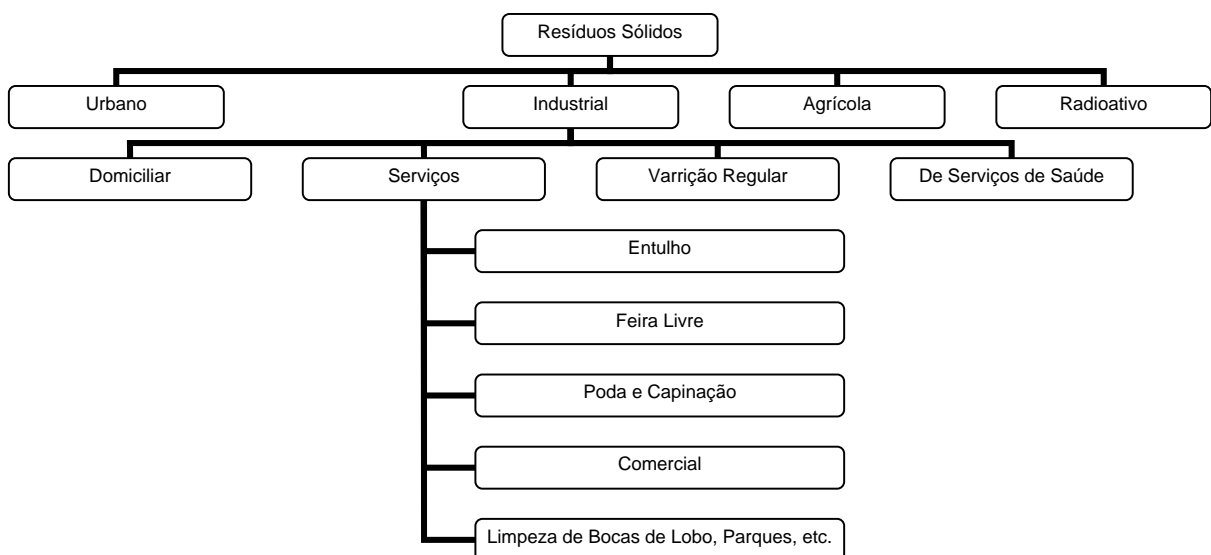 Resíduos Sólidos
Urbano
Industrial
Agrícola
Radioativo
Domiciliar
Serviços
Varrição Regular
De Serviços de Saúde
Entulho
Feira Livre
Poda e Capinação
Comercial
Limpeza de Bocas de Lobo, Parques, etc.